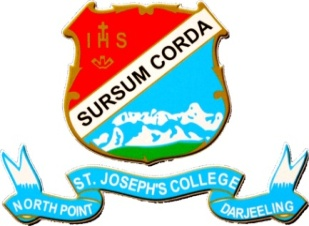 IHS
SURSUM CORDA
ST. JOSEPH'S COLLEGE
NORTH POINT
DARJEELING